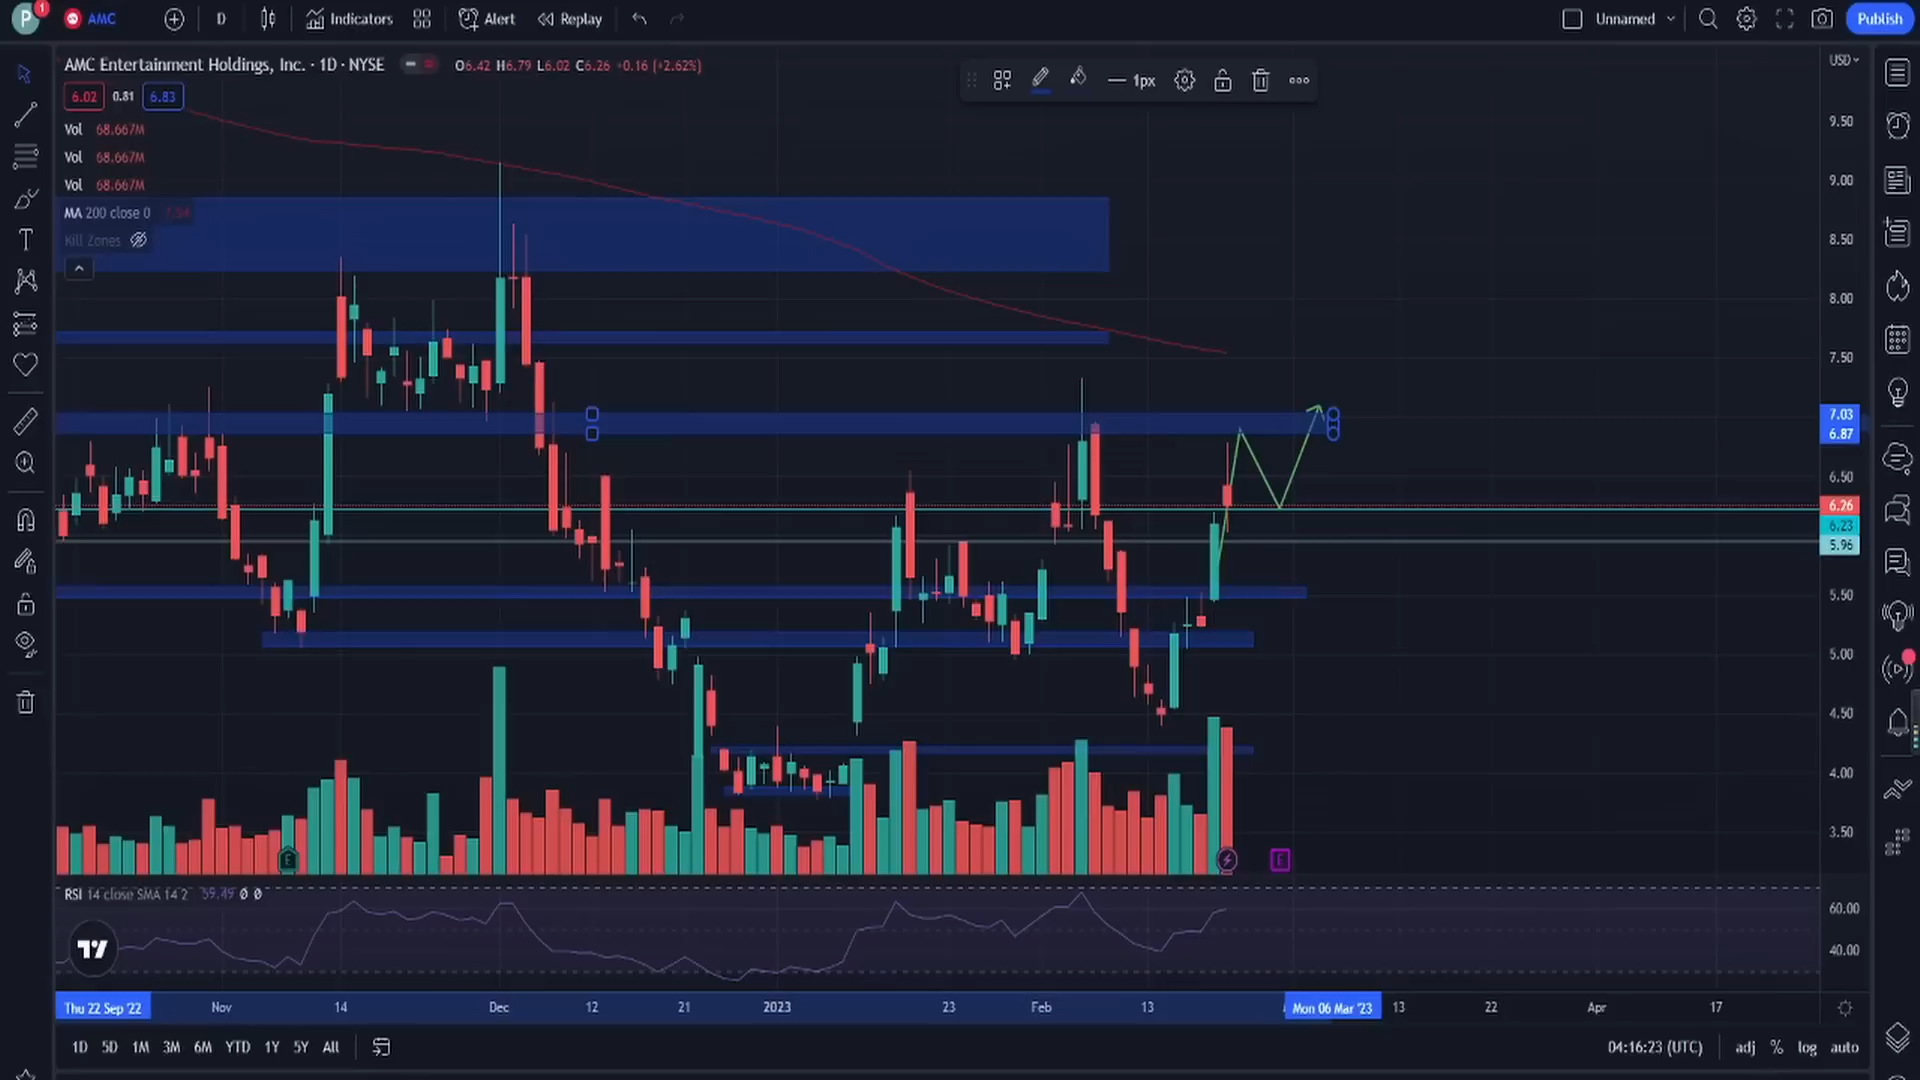 P 1 AMC D Indicators Alert Replay Unnamed Publish
AMC Entertainment Holdings, Inc. · 1D · NYSE O6.42 H6.79 L6.02 C6.26 +0.16 (+2.62%)
USD
1px
6.02 0.81 6.83
Vol 68.667M
Vol 68.667M
Vol 68.667M
MA 200 close 0 7.54
Kill Zones
9.50
9.00
8.50
8.00
7.50
7.03
6.87
6.50
6.26
6.23
5.96
5.50
5.00
4.50
4.00
3.50
E E
RSI 14 close SMA 14 2 59.49 Ø Ø
60.00
40.00
Thu 22 Sep '22 Nov 14 Dec 12 21 2023 23 Feb 13 Mon 06 Mar '23 13 22 Apr 17
1D 5D 1M 3M 6M YTD 1Y 5Y All 04:16:23 (UTC) adj % log auto